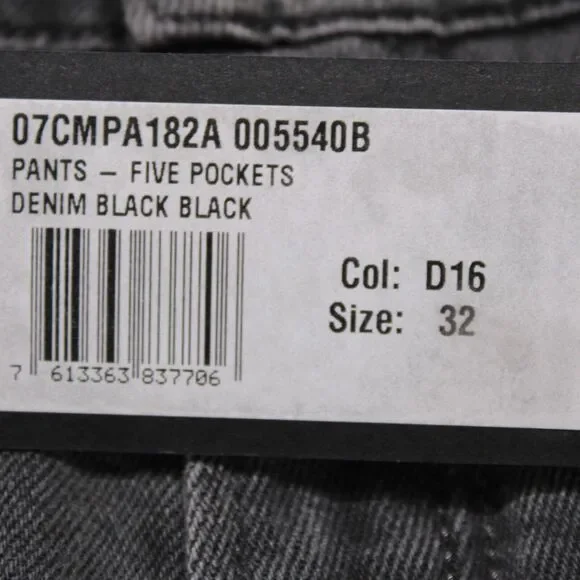 07CMPA182A 005540B
PANTS – FIVE POCKETS
DENIM BLACK BLACK
Col: D16
Size: 32
7 613363 837706